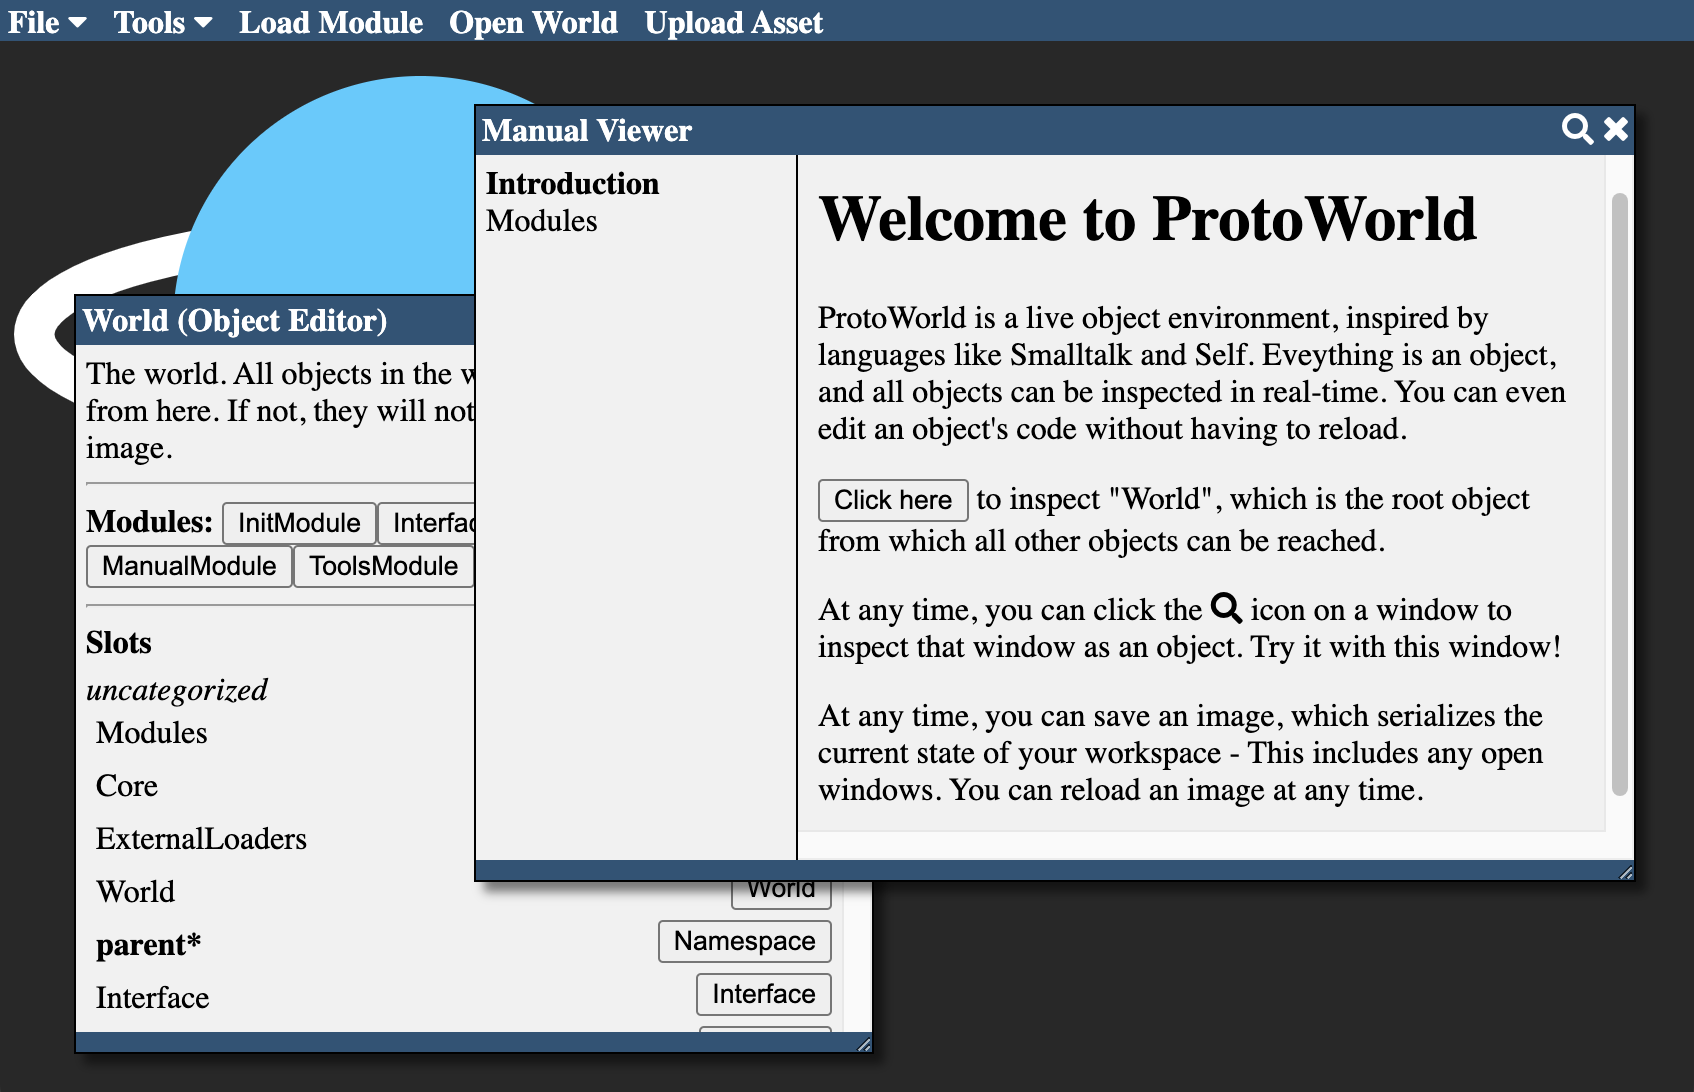 File Tools Load Module Open World Upload Asset
Manual Viewer
Introduction
Modules
Welcome to ProtoWorld
ProtoWorld is a live object environment, inspired by
languages like Smalltalk and Self. Eveything is an object,
and all objects can be inspected in real-time. You can even
edit an object's code without having to reload.
Click here to inspect "World", which is the root object
from which all other objects can be reached.
At any time, you can click the icon on a window to
inspect that window as an object. Try it with this window!
At any time, you can save an image, which serializes the
current state of your workspace - This includes any open
windows. You can reload an image at any time.
World (Object Editor)
The world. All objects in the
from here. If not, they will not
image.
Modules: InitModule
ManualModule ToolsModule
Slots
uncategorized
Modules
Core
ExternalLoaders
World World
parent* Namespace
Interface Interface